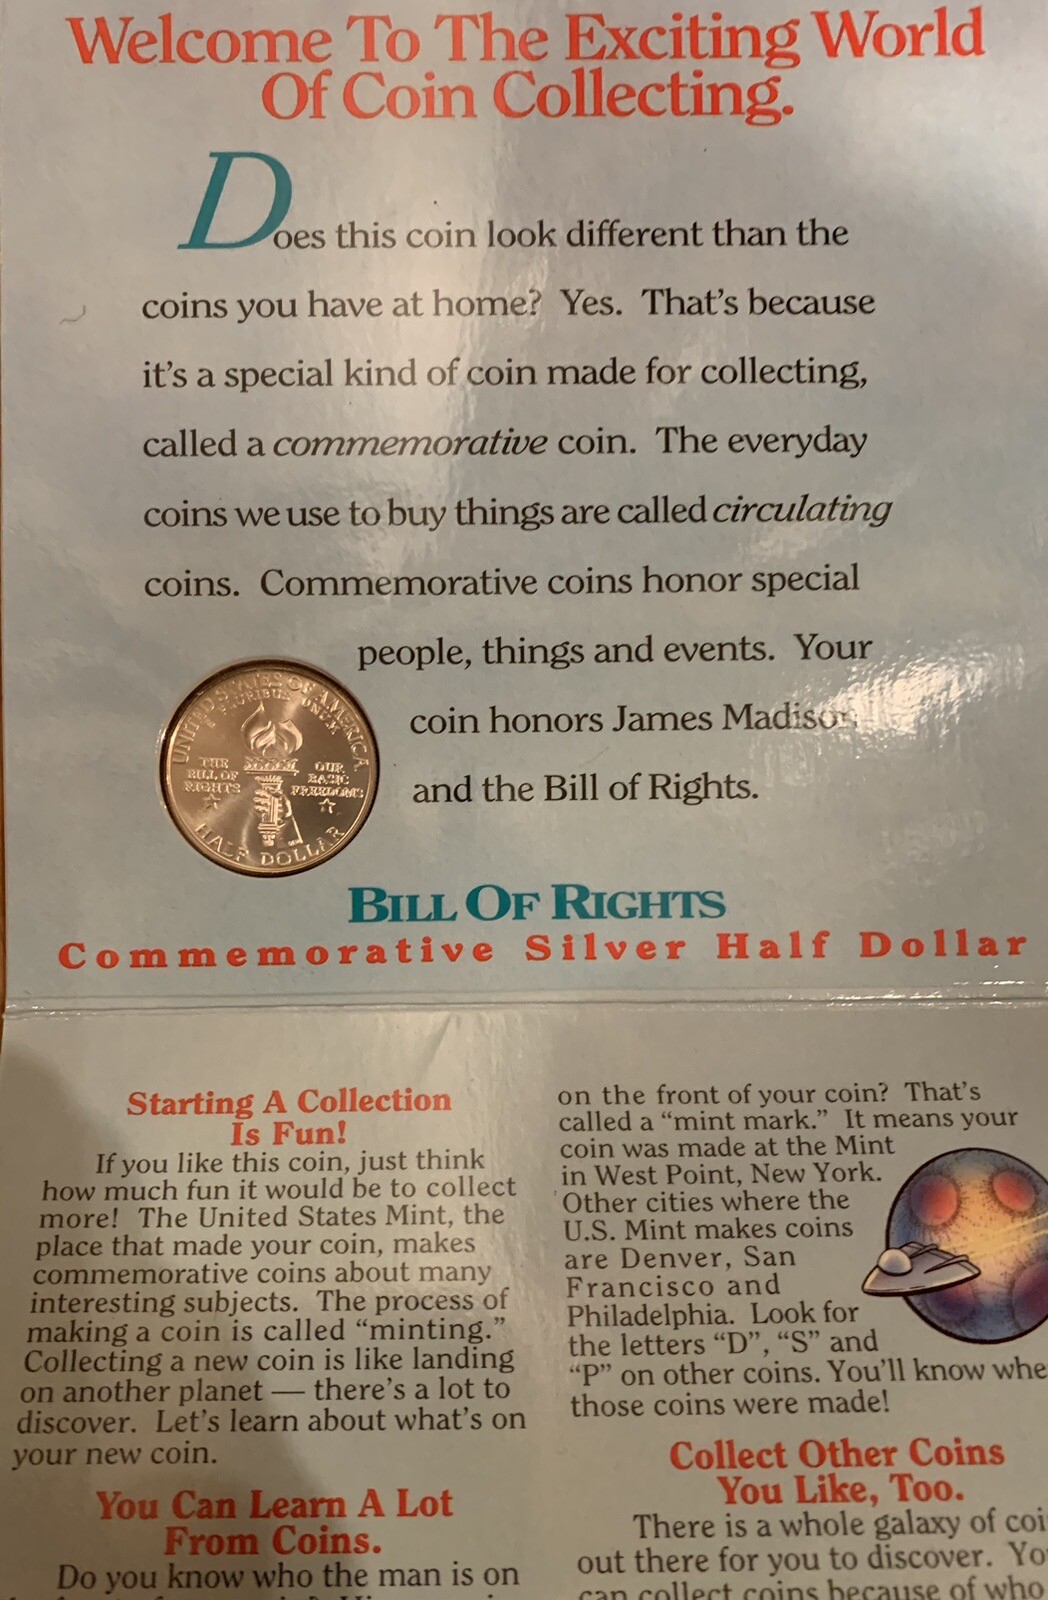 Welcome To The Exciting World
Of Coin Collecting.
Does this coin look different than the
coins you have at home? Yes. That's because
it's a special kind of coin made for collecting,
called a commemorative coin. The everyday
coins we use to buy things are called circulating
coins. Commemorative coins honor special
people, things and events. Your
coin honors James Madison
and the Bill of Rights.
UNITED STATES OF AMERICA
E PLURIBUS UNUM
THE
BILL OF
RIGHTS
OUR
BASIC
FREEDOMS
HALF DOLLAR
BILL OF RIGHTS
Commemorative Silver Half Dollar
Starting A Collection
Is Fun!
If you like this coin, just think
how much fun it would be to collect
more! The United States Mint, the
place that made your coin, makes
commemorative coins about many
interesting subjects. The process of
making a coin is called "minting."
Collecting a new coin is like landing
on another planet — there's a lot to
discover. Let's learn about what's on
your new coin.
You Can Learn A Lot
From Coins.
Do you know who the man is on
on the front of your coin? That's
called a "mint mark." It means your
coin was made at the Mint
in West Point, New York.
Other cities where the
U.S. Mint makes coins
are Denver, San
Francisco and
Philadelphia. Look for
the letters "D", "S" and
"P" on other coins. You'll know whe
those coins were made!
Collect Other Coins
You Like, Too.
There is a whole galaxy of coi
out there for you to discover. Yo
can collect coins because of who